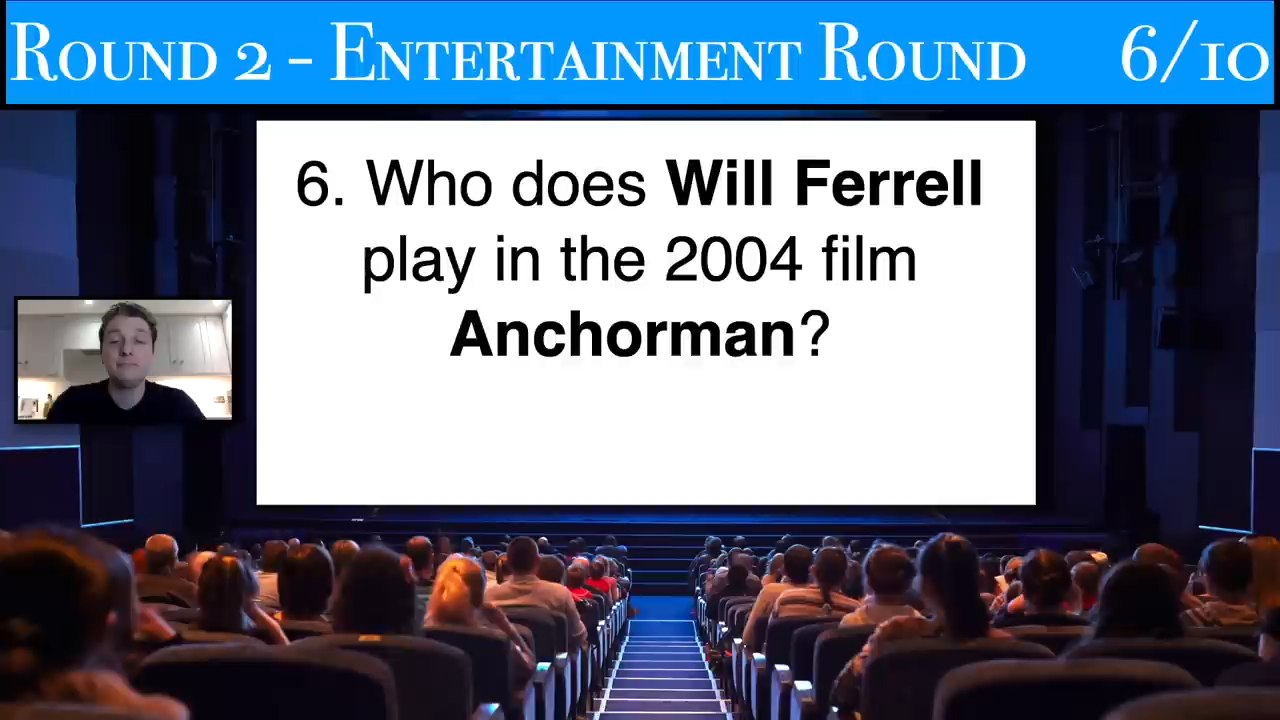 Round 2 - Entertainment Round 6/10
6. Who does Will Ferrell
play in the 2004 film
Anchorman?